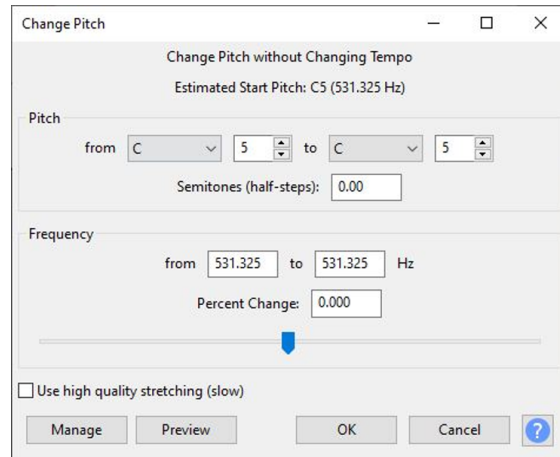 Change Pitch
Change Pitch without Changing Tempo
Estimated Start Pitch: C5 (531.325 Hz)
Pitch
from C 5 to C 5
Semitones (half-steps): 0.00
Frequency
from 531.325 to 531.325 Hz
Percent Change: 0.000
Use high quality stretching (slow)
Manage Preview OK Cancel ?